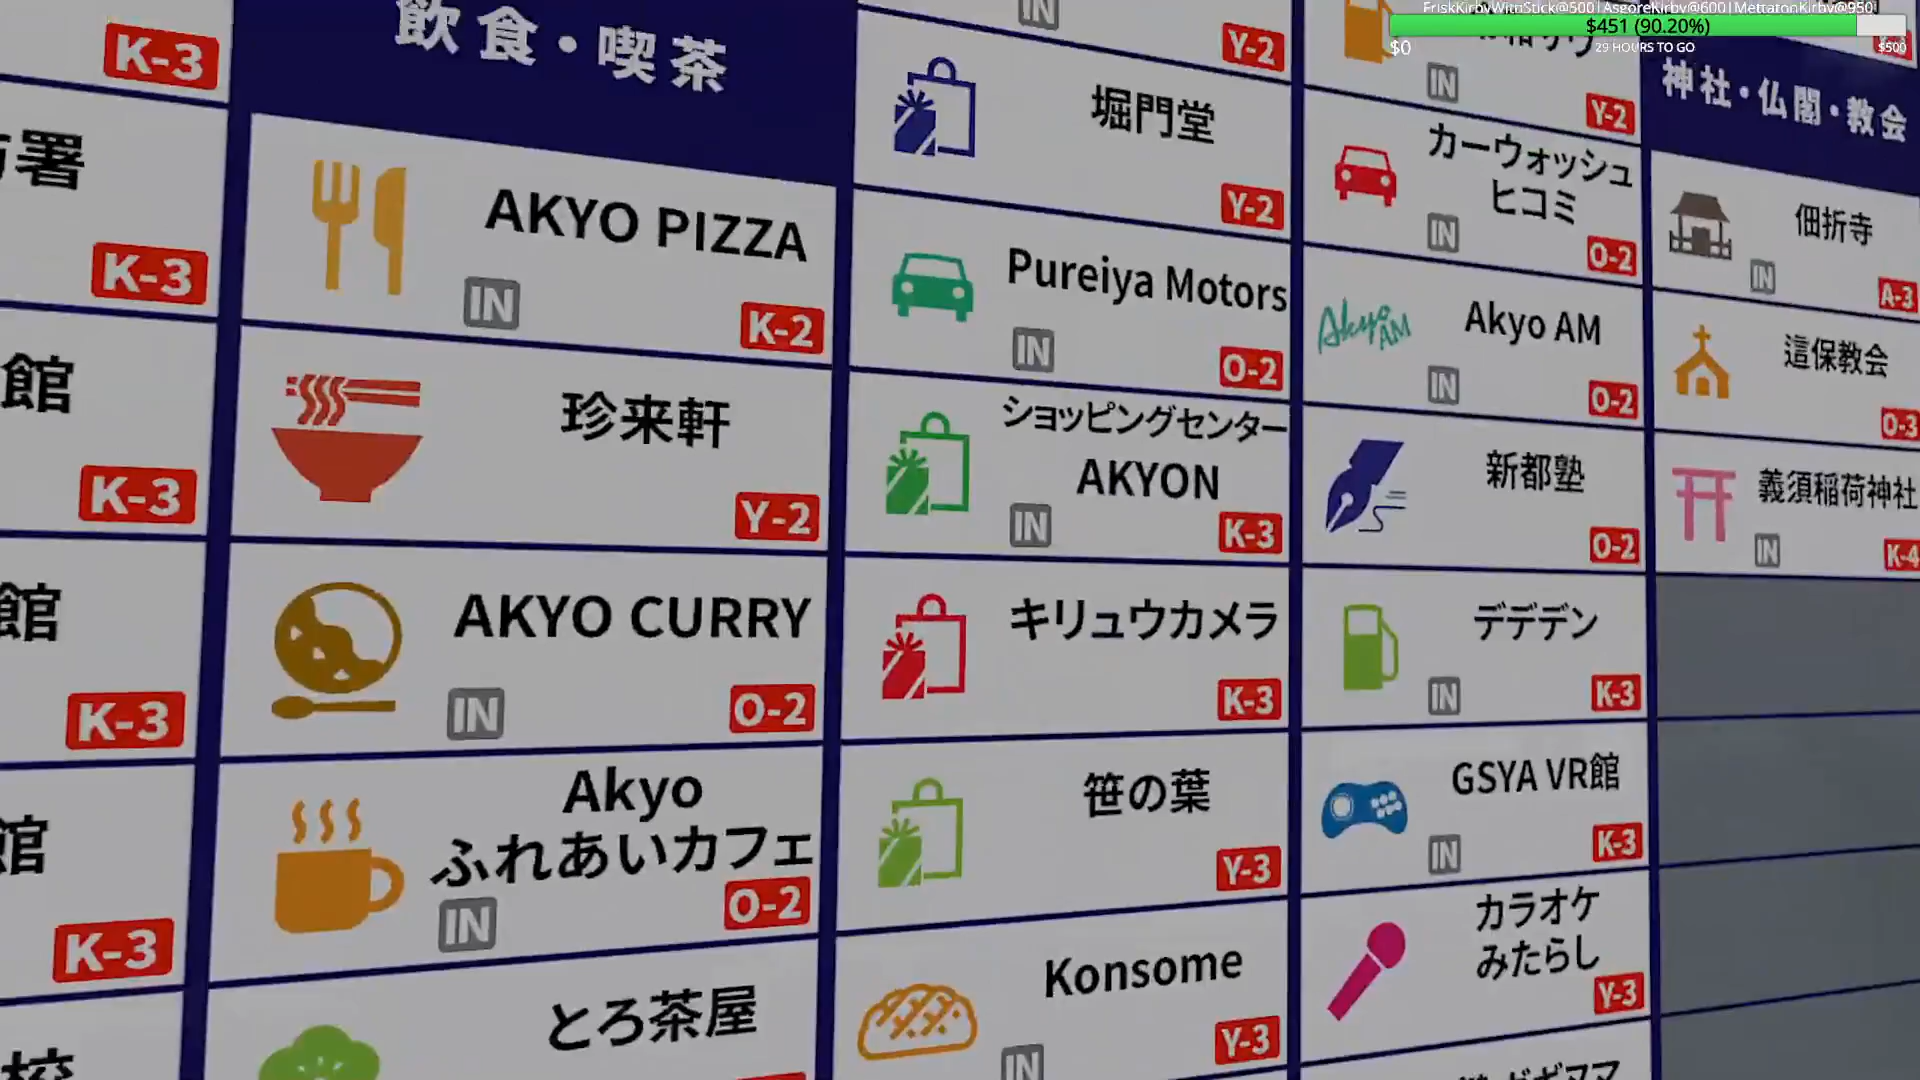 FriskKirbyWithStick@500|AsgoreKirby@600|MettatonKirby@950|
$451 (90.20%)
$0
29 HOURS TO GO
$500
K-3
署
K-3
館
K-3
館
K-3
館
K-3
校
飲食・喫茶
AKYO PIZZA
IN
K-2
珍来軒
Y-2
AKYO CURRY
IN
O-2
Akyo
ふれあいカフェ
IN
O-2
とろ茶屋
IN
Y-2
堀門堂
Y-2
Pureiya Motors
IN
O-2
ショッピングセンター
AKYON
IN
K-3
キリュウカメラ
K-3
笹の葉
Y-3
Konsome
IN
Y-3
IN
Y-2
カーウォッシュ
ヒコミ
IN
O-2
Akyo AM
Akyo AM
IN
O-2
新都塾
O-2
デデデン
IN
K-3
GSYA VR館
IN
K-3
カラオケ
みたらし
Y-3
神社・仏閣・教会
佃折寺
IN
A-3
這保教会
O-3
義須稲荷神社
IN
K-4